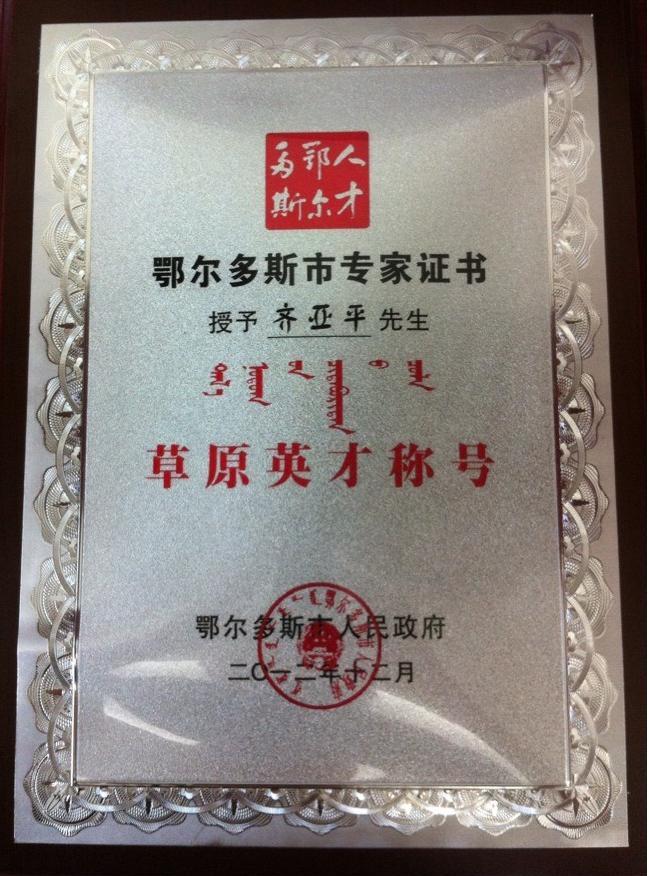 鄂尔多斯人才
鄂尔多斯市专家证书
授予 齐亚平 先生
草原英才称号
鄂尔多斯市人民政府
二〇一二年十二月